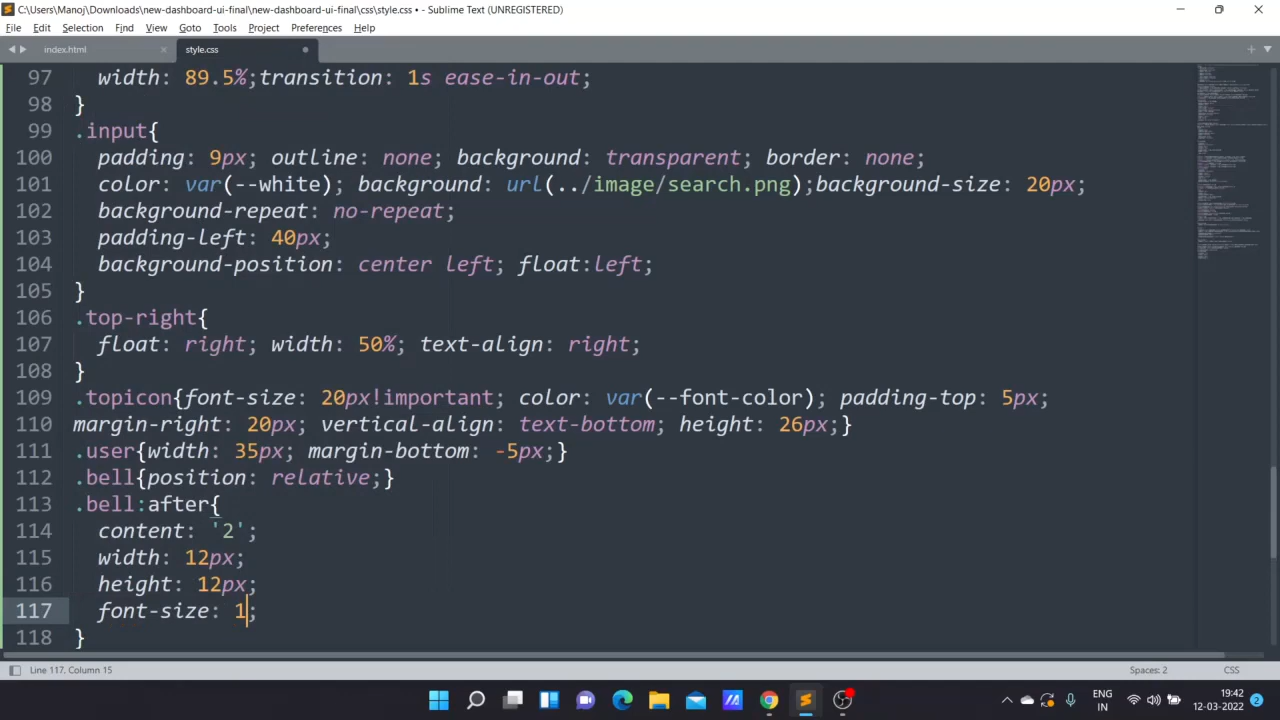 C:\Users\Manoj\Downloads\new-dashboard-ui-final\new-dashboard-ui-final\css\style.css • - Sublime Text (UNREGISTERED)
File Edit Selection Find View Goto Tools Project Preferences Help
index.html style.css
97 width: 89.5%;transition: 1s ease-in-out;
98 }
99 .input{
100 padding: 9px; outline: none; background: transparent; border: none;
101 color: var(--white); background: url(../image/search.png);background-size: 20px;
102 background-repeat: no-repeat;
103 padding-left: 40px;
104 background-position: center left; float:left;
105 }
106 .top-right{
107 float: right; width: 50%; text-align: right;
108 }
109 .topicon{font-size: 20px!important; color: var(--font-color); padding-top: 5px;
110 margin-right: 20px; vertical-align: text-bottom; height: 26px;}
111 .user{width: 35px; margin-bottom: -5px;}
112 .bell{position: relative;}
113 .bell:after{
114 content: '2';
115 width: 12px;
116 height: 12px;
117 font-size: 1;
118 }
Line 117, Column 15 Spaces: 2 CSS
ENG 19:42
IN 12-03-2022 2